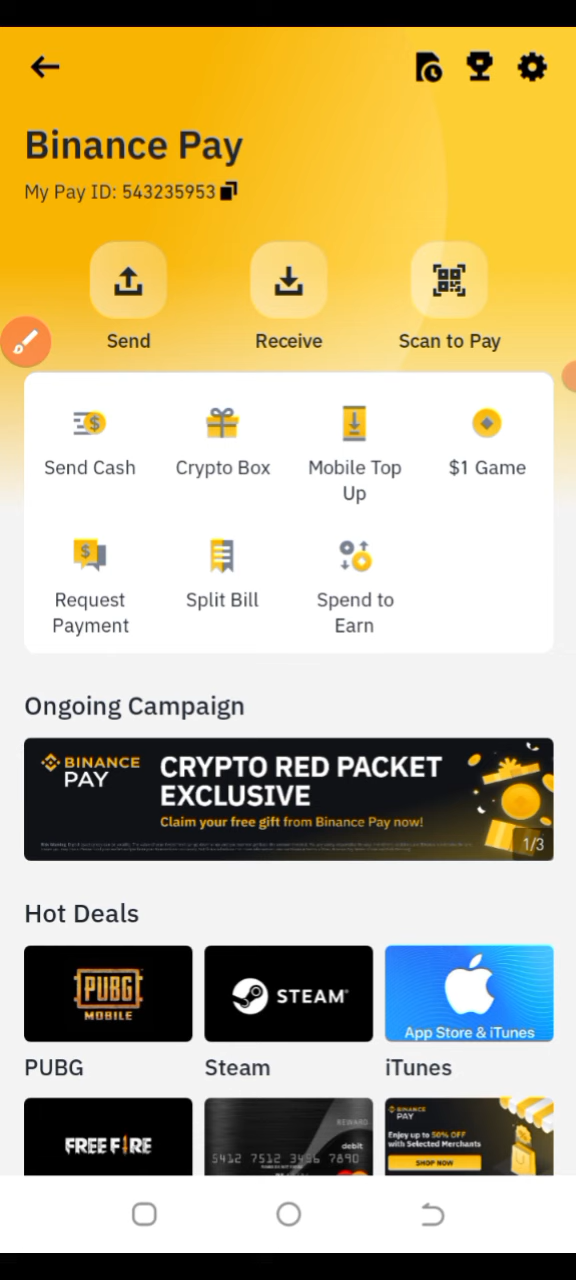 Binance Pay
My Pay ID: 543235953
Send
Receive
Scan to Pay
Send Cash
Crypto Box
Mobile Top
Up
$1 Game
Request
Payment
Split Bill
Spend to
Earn
Ongoing Campaign
BINANCE
PAY
CRYPTO RED PACKET
EXCLUSIVE
Claim your free gift from Binance Pay now!
1/3
Hot Deals
PUBG
MOBILE
STEAM
App Store & iTunes
PUBG
Steam
iTunes
FREE FIRE
REWARD
debit
5412 7512 3456 7890
BINANCE
PAY
Enjoy up to 50% OFF
with Selected Merchants
SHOP NOW